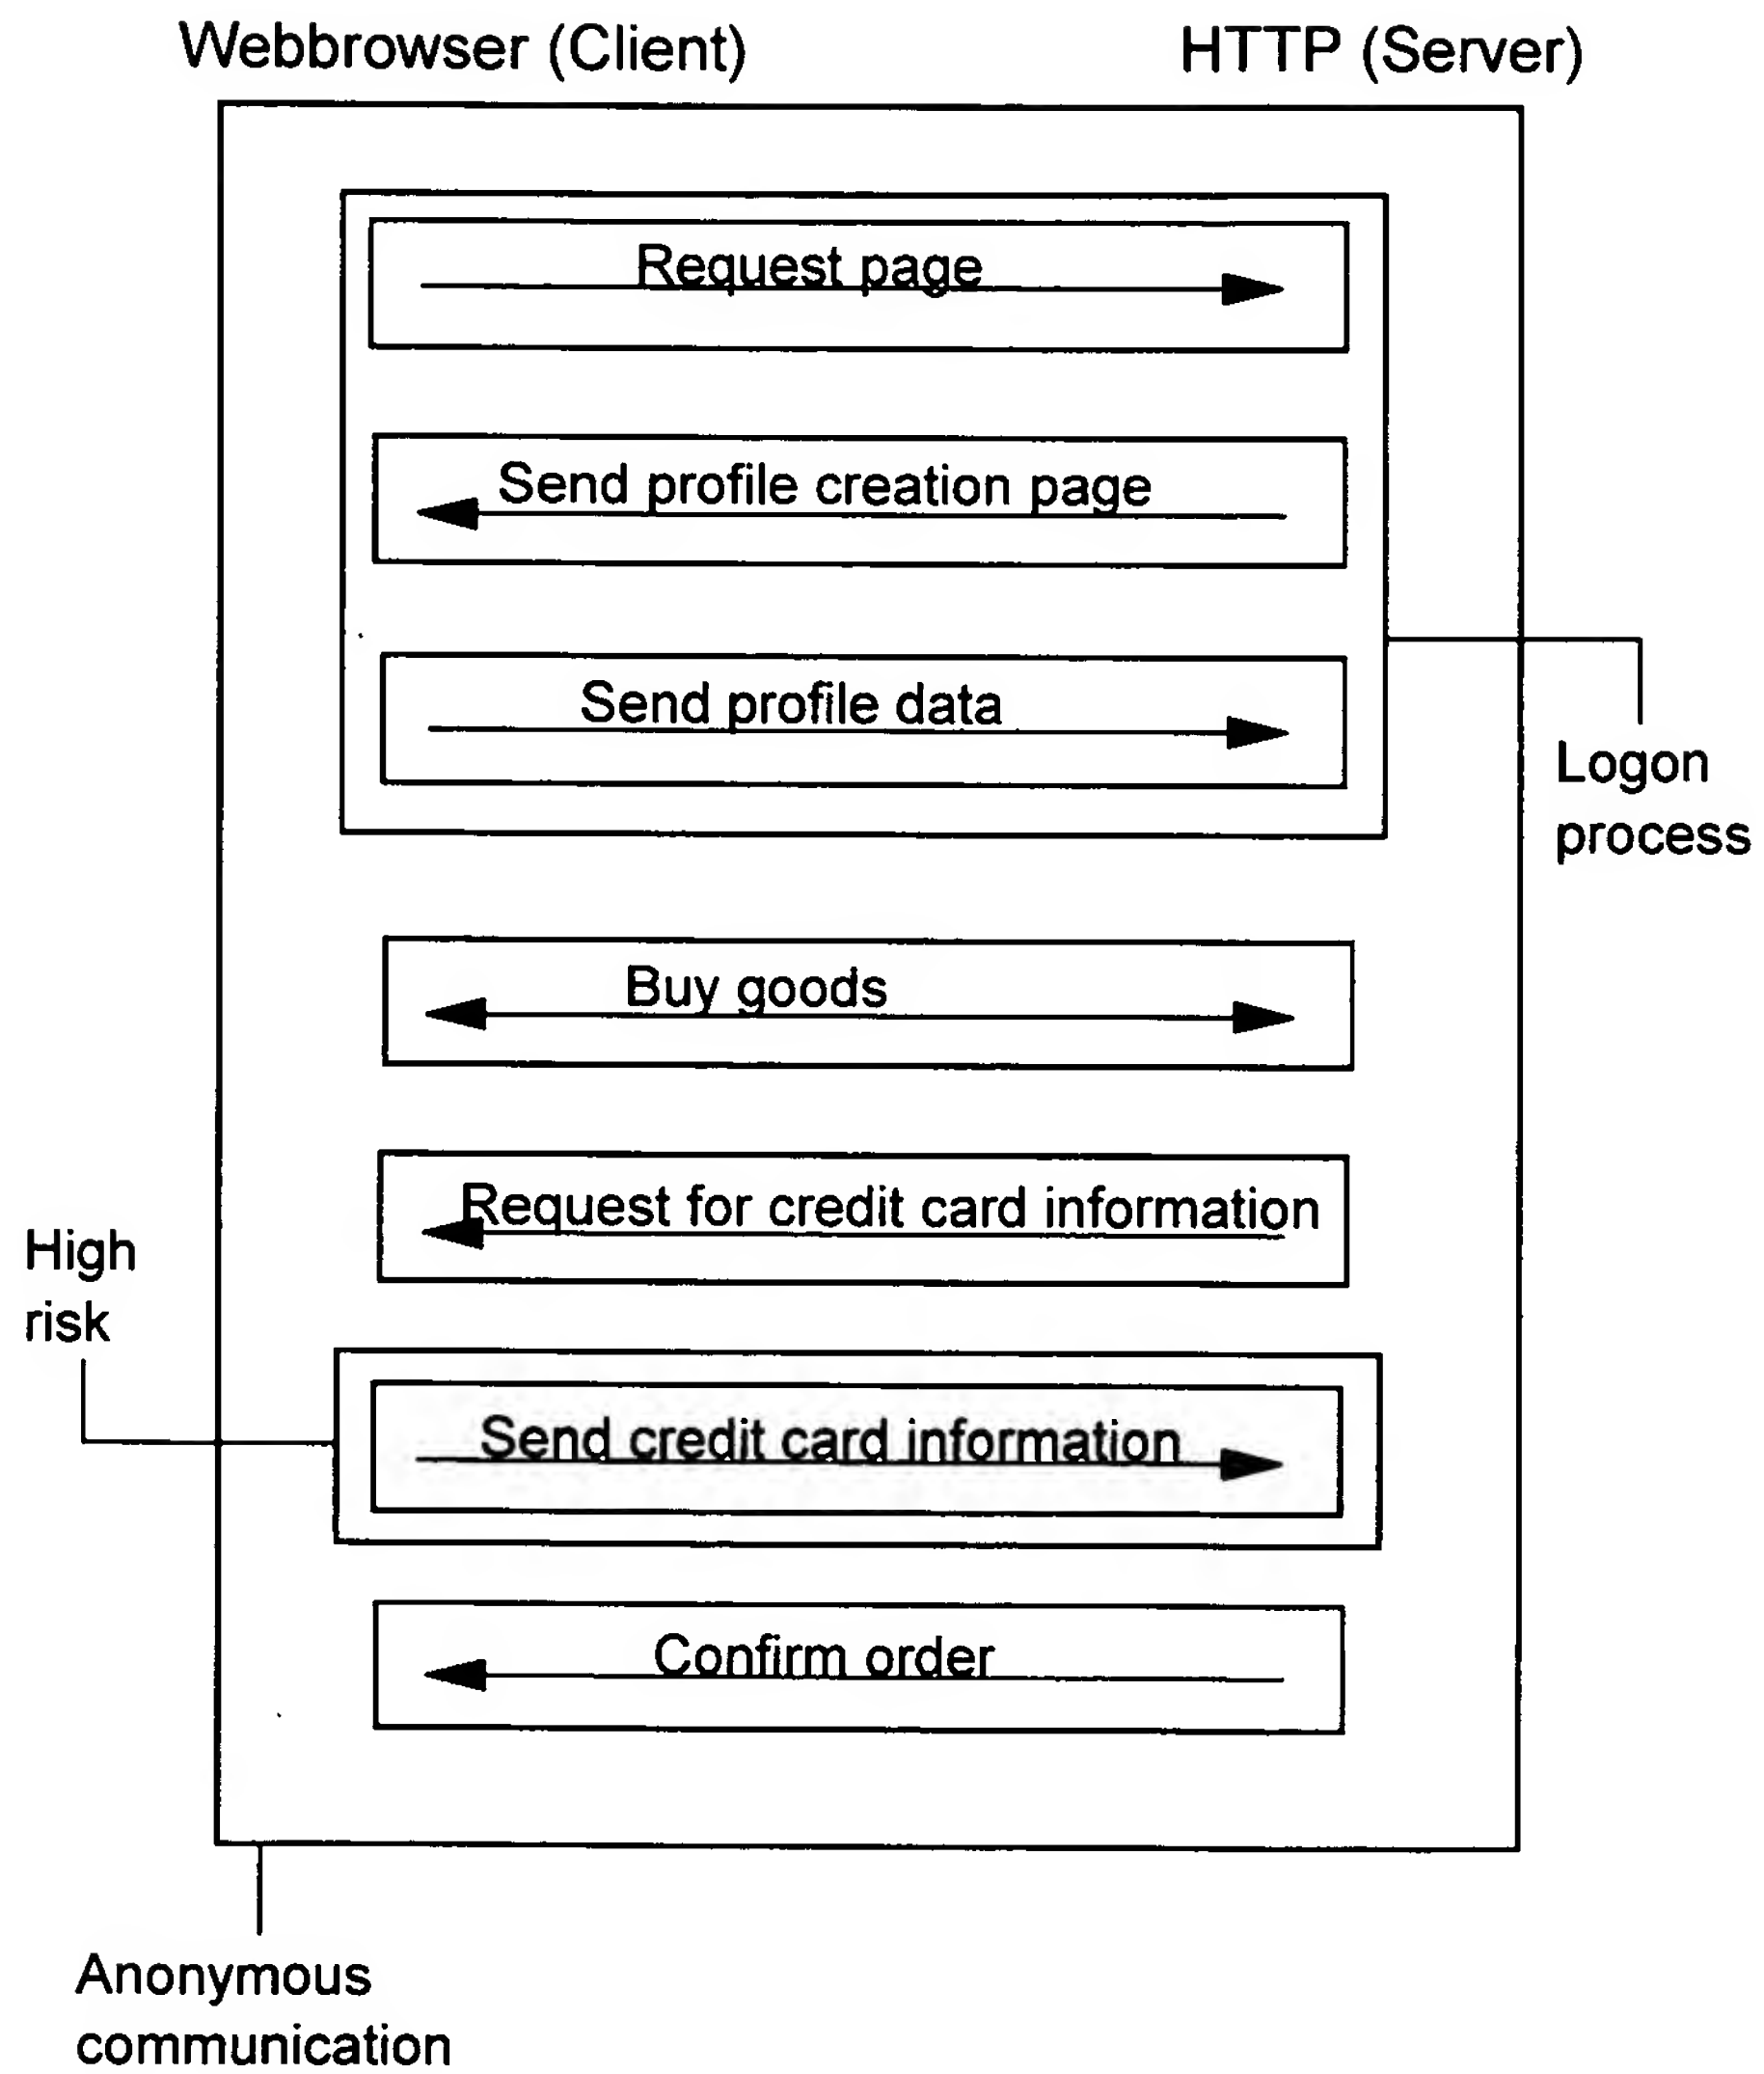 Webbrowser (Client)
HTTP (Server)
Request page
Send profile creation page
Send profile data
Logon
process
Buy goods
Request for credit card information
High
risk
Send credit card information
Confirm order
Anonymous
communication